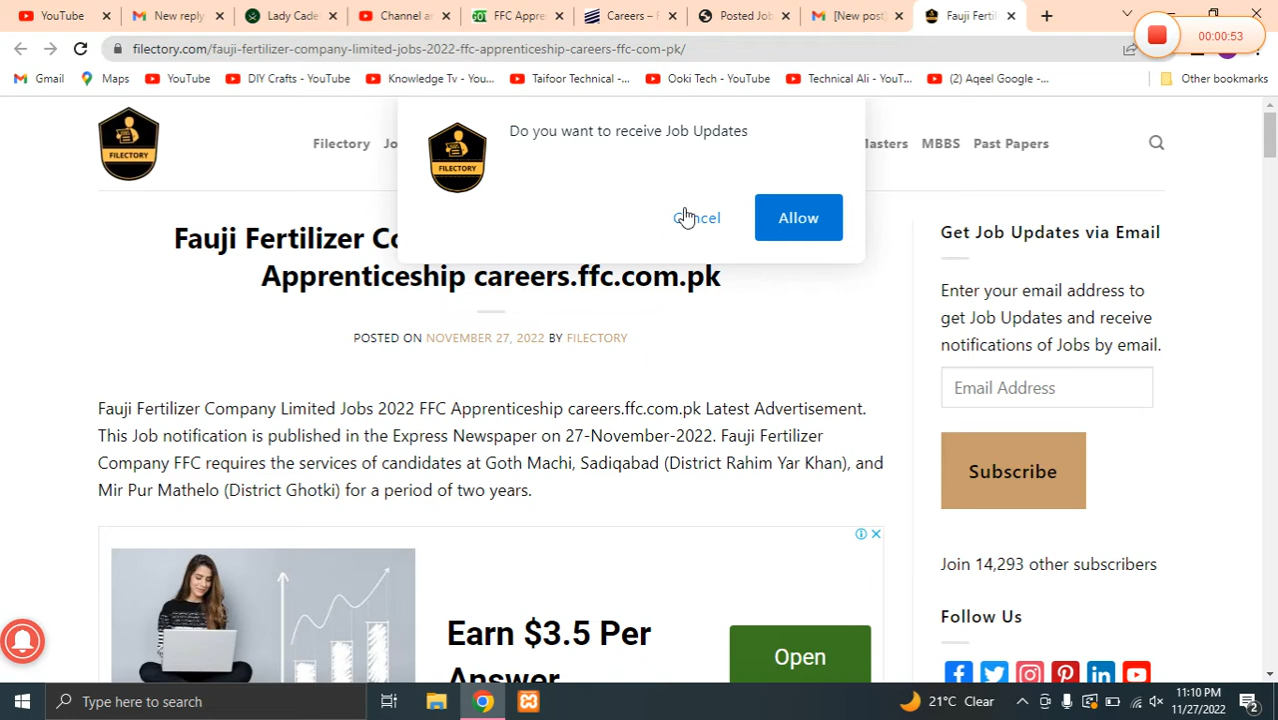 YouTube
New reply
Lady Cade
Channel a
FFC Appre
Careers – F
Posted Job
[New post]
Fauji Fertil
00:00:53
filectory.com/fauji-fertilizer-company-limited-jobs-2022-ffc-apprenticeship-careers-ffc-com-pk/
Gmail
Maps
YouTube
DIY Crafts - YouTube
Knowledge Tv - You...
Taifoor Technical -...
Ooki Tech - YouTube
Technical Ali - YouT...
(2) Aqeel Google -...
Other bookmarks
FILECTORY
Filectory
Jo
Masters
MBBS
Past Papers
FILECTORY
Do you want to receive Job Updates
Cancel
Allow
Fauji Fertilizer Co
Apprenticeship careers.ffc.com.pk
POSTED ON NOVEMBER 27, 2022 BY FILECTORY
Fauji Fertilizer Company Limited Jobs 2022 FFC Apprenticeship careers.ffc.com.pk Latest Advertisement.
This Job notification is published in the Express Newspaper on 27-November-2022. Fauji Fertilizer
Company FFC requires the services of candidates at Goth Machi, Sadiqabad (District Rahim Yar Khan), and
Mir Pur Mathelo (District Ghotki) for a period of two years.
Earn $3.5 Per
Answer
Open
Get Job Updates via Email
Enter your email address to
get Job Updates and receive
notifications of Jobs by email.
Email Address
Subscribe
Join 14,293 other subscribers
Follow Us
Type here to search
21°C Clear
11:10 PM
11/27/2022
2